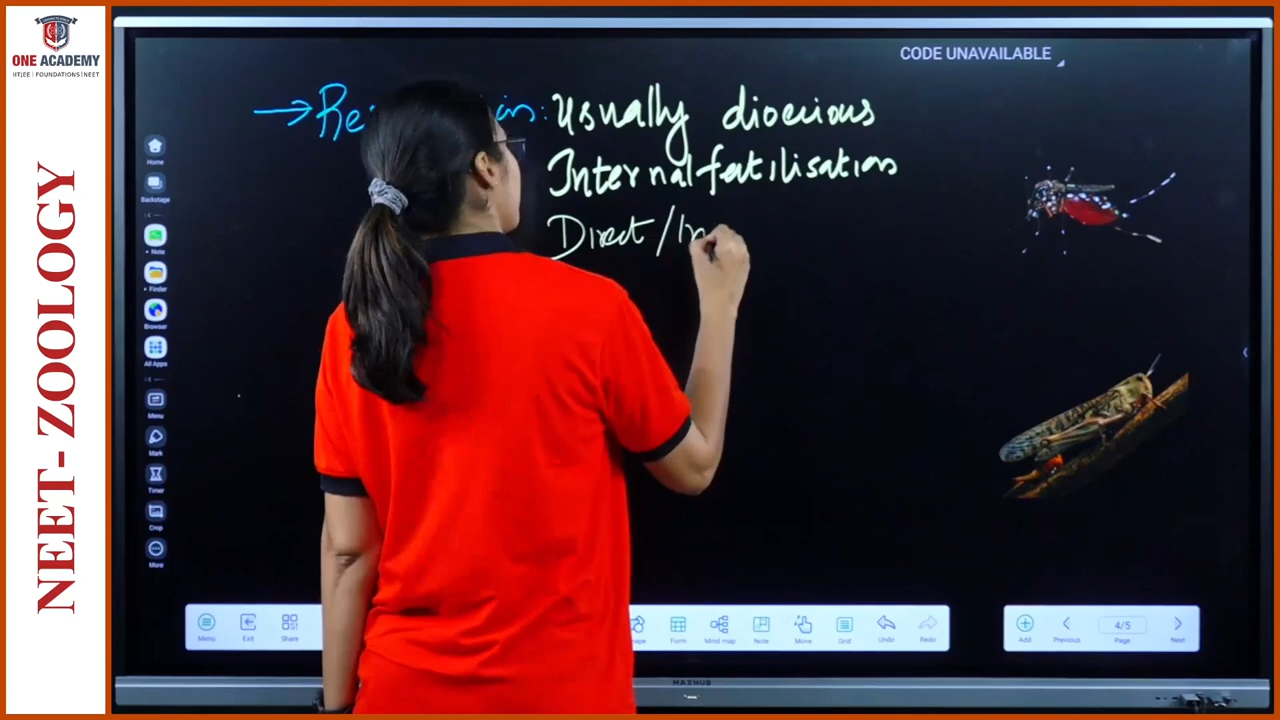 ONE ACADEMY
IIT|JEE | FOUNDATIONS|NEET
NEET-ZOOLOGY
CODE UNAVAILABLE
→ Re in: Usually dioecious
Internal fertilisation
Direct/In
Home
Backstage
Note
Finder
Browser
All Apps
Menu
Mark
Timer
Crop
More
Menu
Exit
Share
Form
Mind map
Note
Move
Grid
Undo
Redo
Add
Previous
4/5
Page
Next
MAXHUB